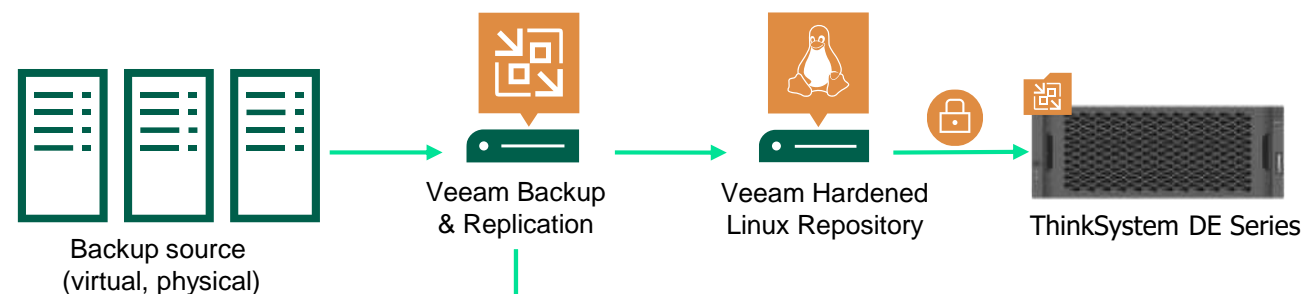 Veeam Backup
& Replication
Veeam Hardened
Linux Repository
ThinkSystem DE Series
Backup source
(virtual, physical)